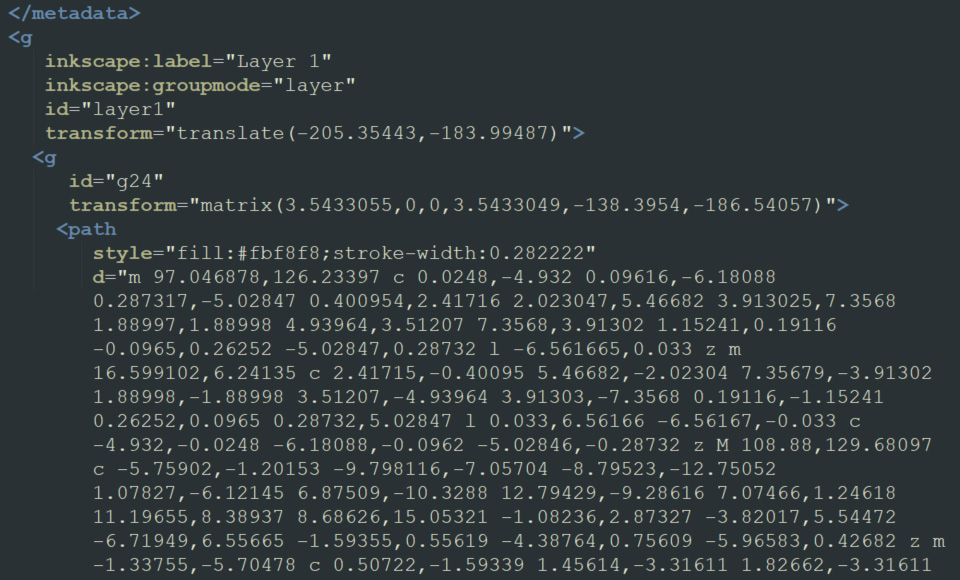 </metadata>
<g
inkscape:label="Layer 1"
inkscape:groupmode="layer"
id="layer1"
transform="translate(-205.35443,-183.99487)">
<g
id="g24"
transform="matrix(3.5433055,0,0,3.5433049,-138.3954,-186.54057)">
<path
style="fill:#fbf8f8;stroke-width:0.282222"
d="m 97.046878,126.23397 c 0.0248,-4.932 0.09616,-6.18088
0.287317,-5.02847 0.400954,2.41716 2.023047,5.46682 3.913025,7.3568
1.88997,1.88998 4.93964,3.51207 7.3568,3.91302 1.15241,0.19116
-0.0965,0.26252 -5.02847,0.28732 l -6.561665,0.033 z m
16.599102,6.24135 c 2.41715,-0.40095 5.46682,-2.02304 7.35679,-3.91302
1.88998,-1.88998 3.51207,-4.93964 3.91303,-7.3568 0.19116,-1.15241
0.26252,0.0965 0.28732,5.02847 l 0.033,6.56166 -6.56167,-0.033 c
-4.932,-0.0248 -6.18088,-0.0962 -5.02846,-0.28732 z M 108.88,129.68097
c -5.75902,-1.20153 -9.798116,-7.05704 -8.79523,-12.75052
1.07827,-6.12145 6.87509,-10.3288 12.79429,-9.28616 7.07466,1.24618
11.19655,8.38937 8.68626,15.05321 -1.08236,2.87327 -3.82017,5.54472
-6.71949,6.55665 -1.59355,0.55619 -4.38764,0.75609 -5.96583,0.42682 z m
-1.33755,-5.70478 c 0.50722,-1.59339 1.45614,-3.31611 1.82662,-3.31611